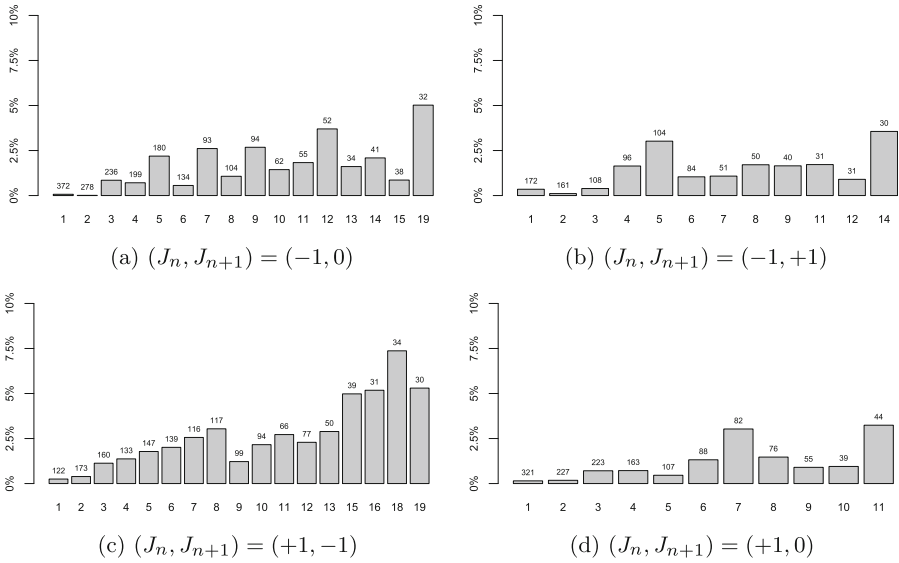 10%
7.5%
5%
2.5%
0%
372 278 236 199 180 134 93 104 94 62 55 52 34 41 38 32
1 2 3 4 5 6 7 8 9 10 11 12 13 14 15 19
(a) (Jₙ, Jₙ₊₁) = (−1, 0)
10%
7.5%
5%
2.5%
0%
172 161 108 96 104 84 51 50 40 31 31 30
1 2 3 4 5 6 7 8 9 11 12 14
(b) (Jₙ, Jₙ₊₁) = (−1, +1)
10%
7.5%
5%
2.5%
0%
122 173 160 133 147 139 116 117 99 94 66 77 50 39 31 34 30
1 2 3 4 5 6 7 8 9 10 11 12 13 15 16 18 19
(c) (Jₙ, Jₙ₊₁) = (+1, −1)
10%
7.5%
5%
2.5%
0%
321 227 223 163 107 88 82 76 55 39 44
1 2 3 4 5 6 7 8 9 10 11
(d) (Jₙ, Jₙ₊₁) = (+1, 0)